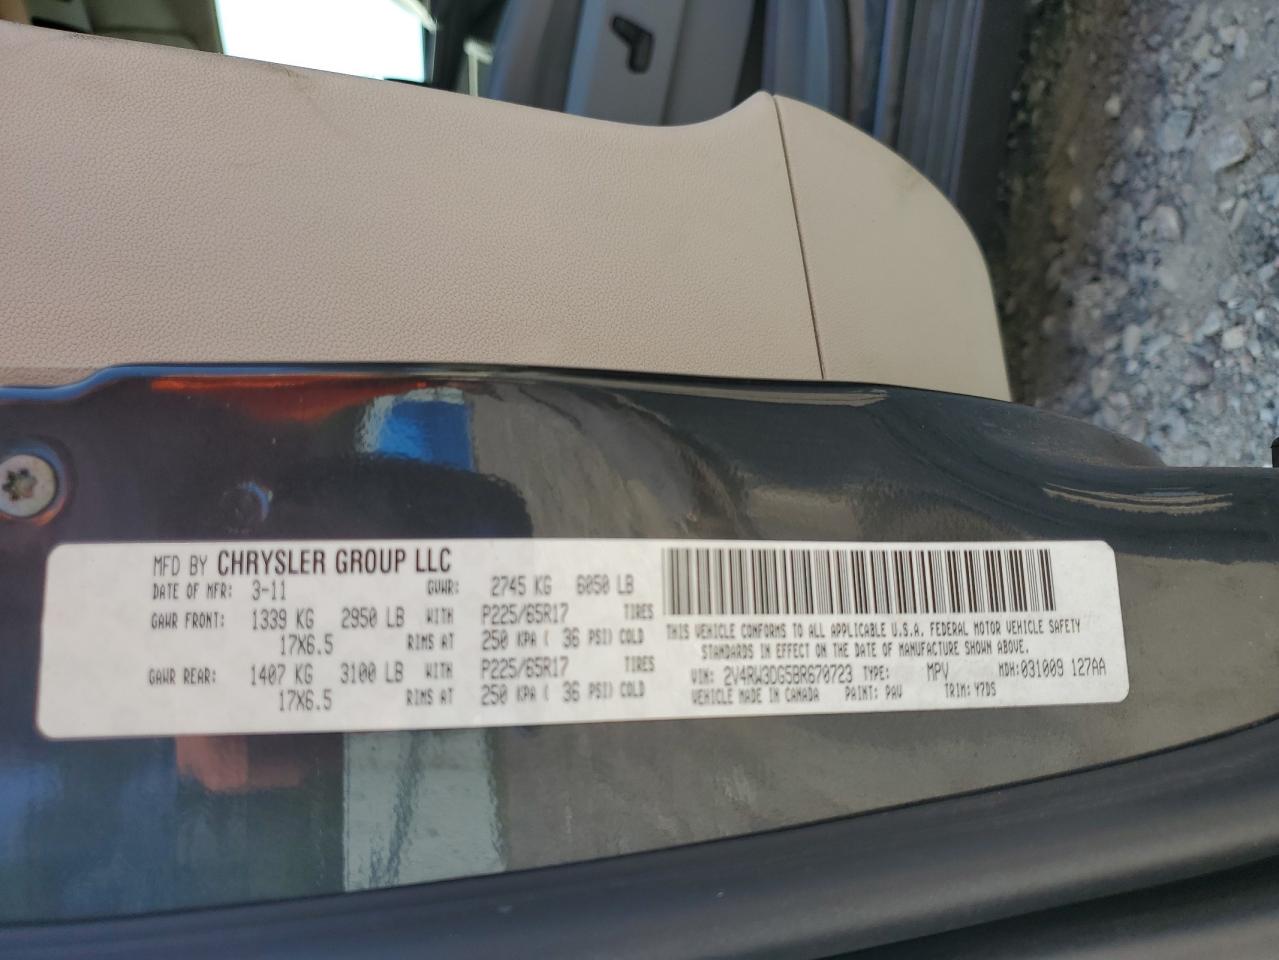 MFD BY CHRYSLER GROUP LLC
DATE OF MFR: 3-11 GVWR: 2745 KG 6050 LB
GAWR FRONT: 1339 KG 2950 LB WITH P225/65R17 TIRES
17X6.5 RIMS AT 250 KPA ( 36 PSI) COLD
GAWR REAR: 1407 KG 3100 LB WITH P225/65R17 TIRES
17X6.5 RIMS AT 250 KPA ( 36 PSI) COLD
THIS VEHICLE CONFORMS TO ALL APPLICABLE U.S.A. FEDERAL MOTOR VEHICLE SAFETY
STANDARDS IN EFFECT ON THE DATE OF MANUFACTURE SHOWN ABOVE.
VIN: 2V4RW3DG5BR670723 TYPE: MPV MDH:031009 127AA
VEHICLE MADE IN CANADA PAINT: PAV TRIM: Y7DS